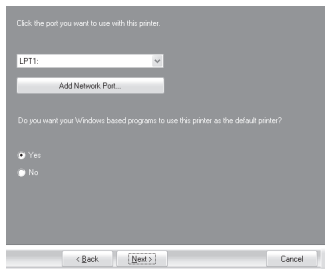 Click the port you want to use with this printer.
LPT1:
Add Network Port...
Do you want your Windows based programs to use this printer as the default printer?
Yes
No
< Back Next > Cancel